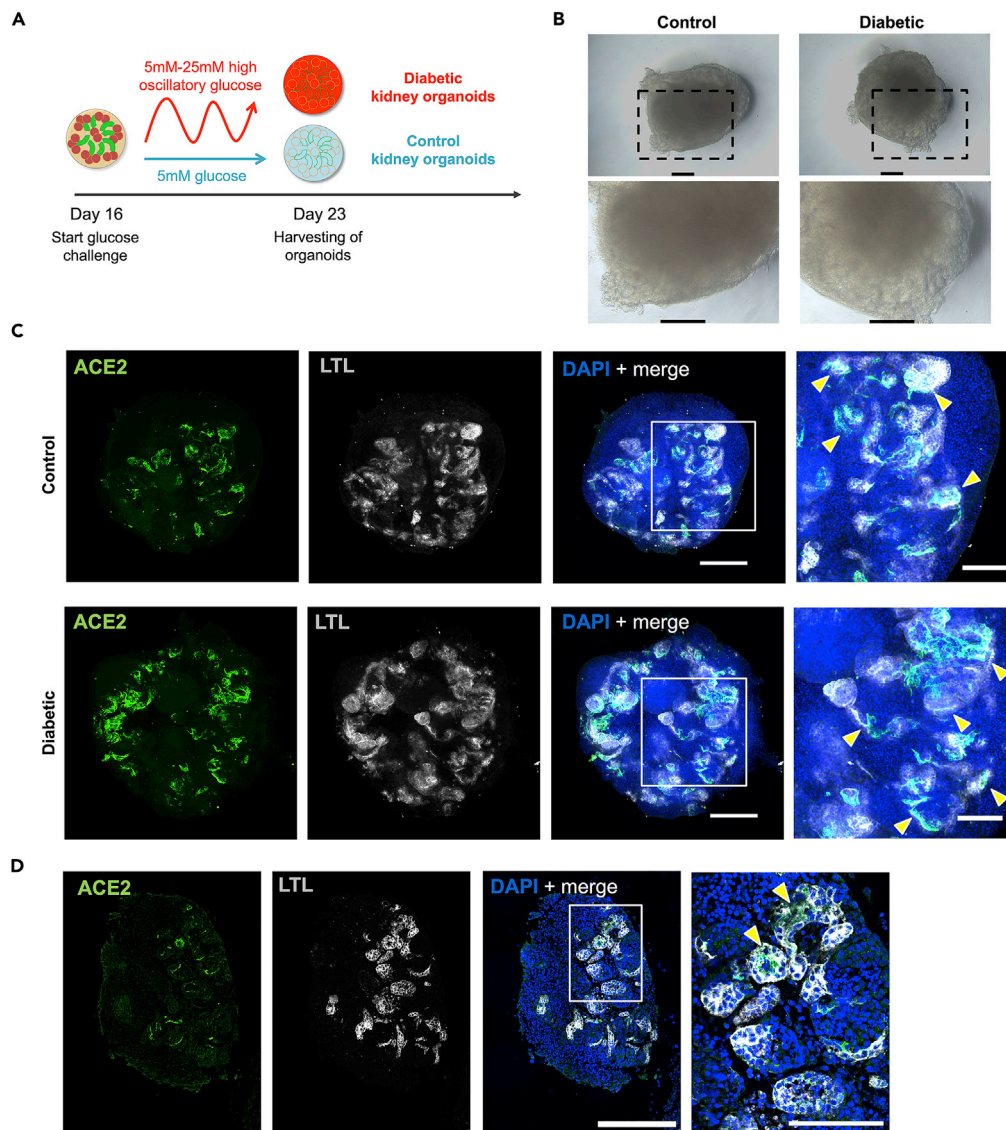 A
5mM-25mM high
oscillatory glucose
5mM glucose
Diabetic
kidney organoids
Control
kidney organoids
Day 16
Start glucose
challenge
Day 23
Harvesting of
organoids
B
Control
Diabetic
C
Control
ACE2
LTL
DAPI + merge
Diabetic
ACE2
LTL
DAPI + merge
D
ACE2
LTL
DAPI + merge